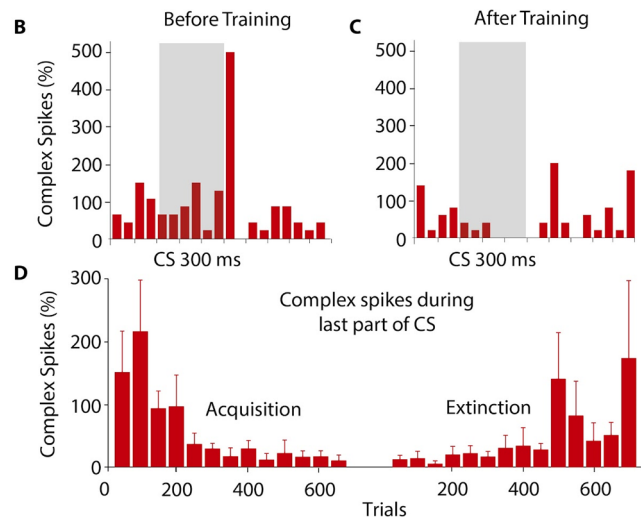 B
Before Training
C
After Training
Complex Spikes (%)
500
400
300
200
100
0
CS 300 ms
500
400
300
200
100
0
CS 300 ms
D
Complex Spikes (%)
300
200
100
0
Complex spikes during
last part of CS
Acquisition
Extinction
0
200
400
600
200
400
600
Trials